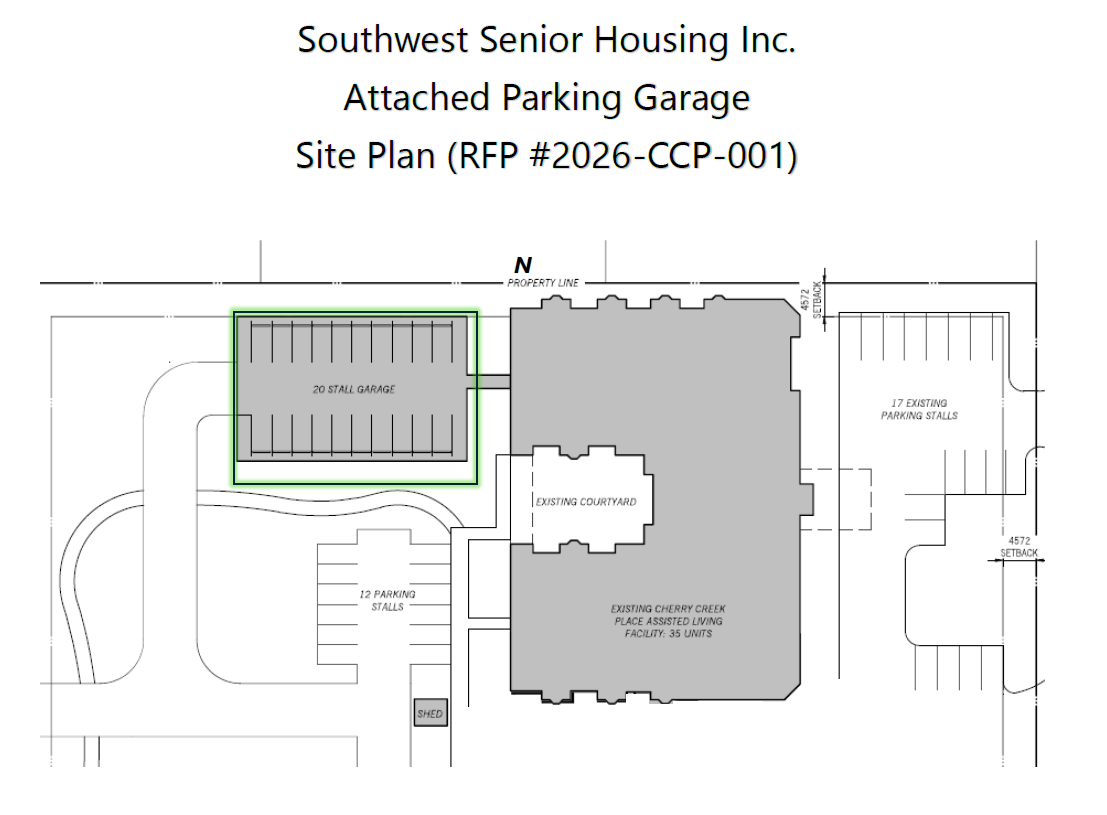 Southwest Senior Housing Inc.
Attached Parking Garage
Site Plan (RFP #2026-CCP-001)
N
PROPERTY LINE
4572
SETBACK
20 STALL GARAGE
17 EXISTING
PARKING STALLS
EXISTING COURTYARD
4572
SETBACK
12 PARKING
STALLS
EXISTING CHERRY CREEK
PLACE ASSISTED LIVING
FACILITY: 35 UNITS
SHED